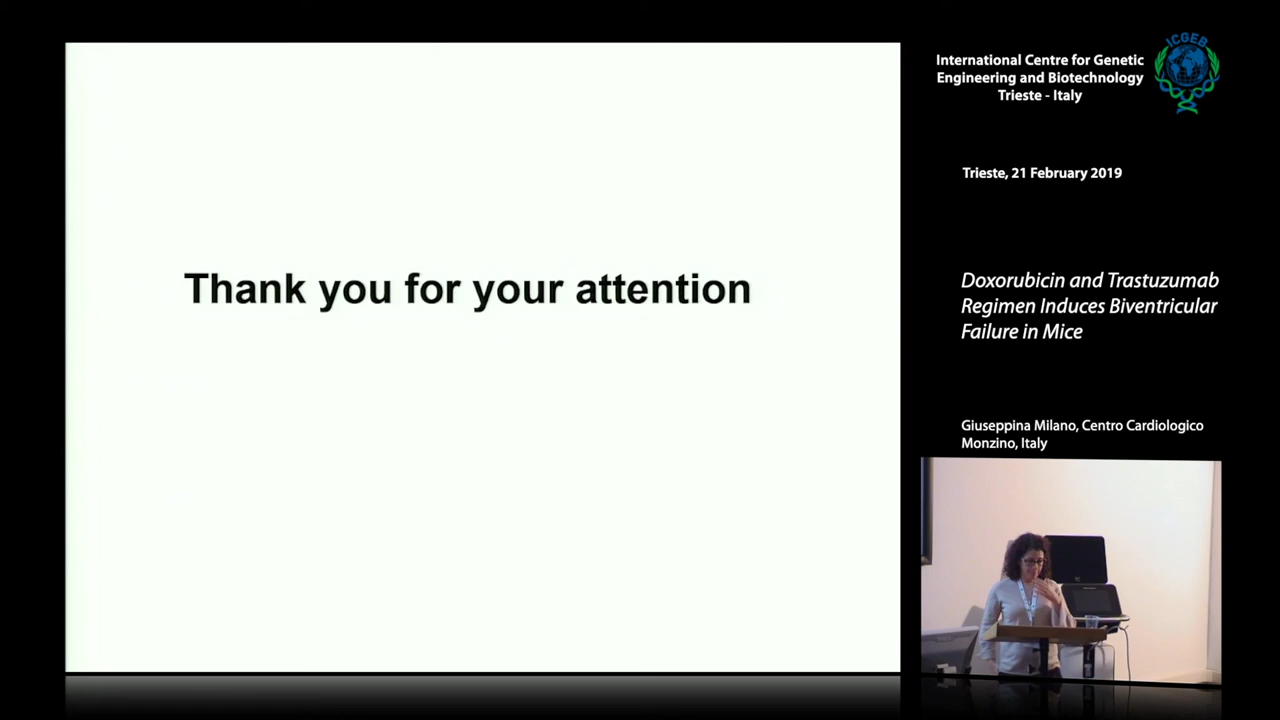 Thank you for your attention
ICGEB
International Centre for Genetic
Engineering and Biotechnology
Trieste - Italy
Trieste, 21 February 2019
Doxorubicin and Trastuzumab
Regimen Induces Biventricular
Failure in Mice
Giuseppina Milano, Centro Cardiologico
Monzino, Italy